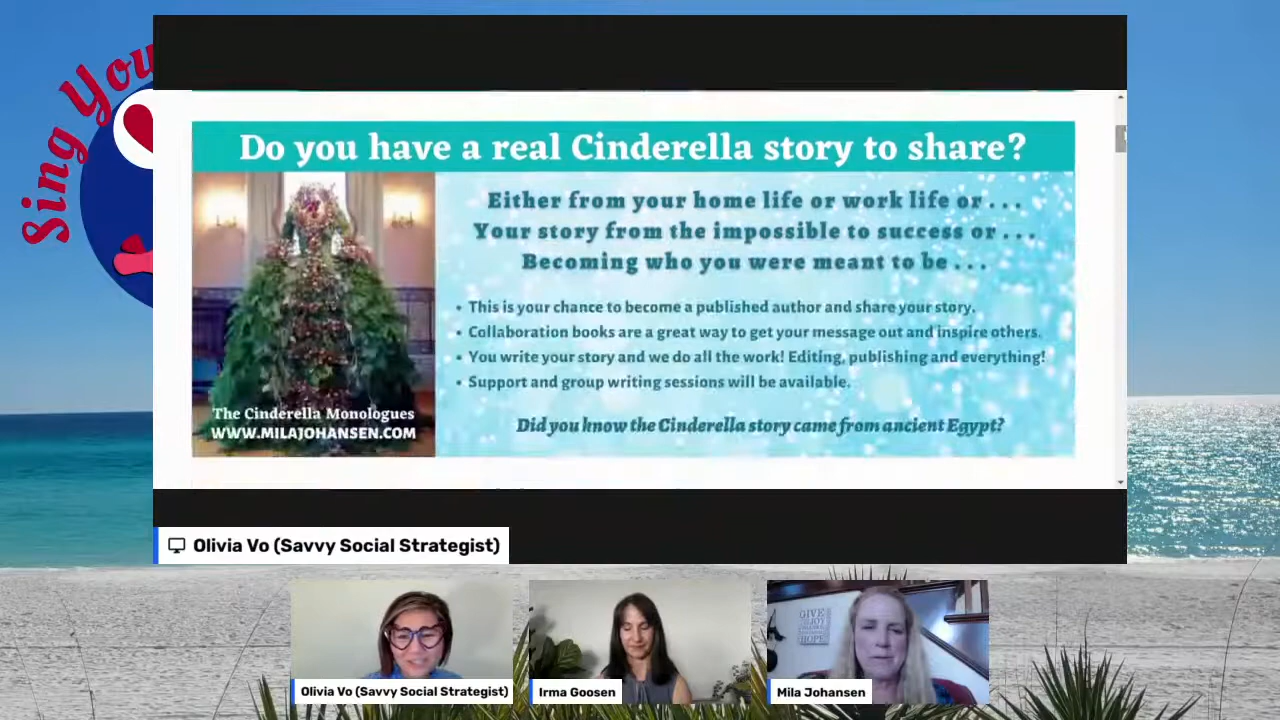 Sing You
Do you have a real Cinderella story to share?
Either from your home life or work life or . . .
Your story from the impossible to success or . . .
Becoming who you were meant to be . . .
• This is your chance to become a published author and share your story.
• Collaboration books are a great way to get your message out and inspire others.
• You write your story and we do all the work! Editing, publishing and everything!
• Support and group writing sessions will be available.
The Cinderella Monologues
WWW.MILAJOHANSEN.COM
Did you know the Cinderella story came from ancient Egypt?
Olivia Vo (Savvy Social Strategist)
GIVE
JOY
HOPE
Olivia Vo (Savvy Social Strategist)
Irma Goosen
Mila Johansen